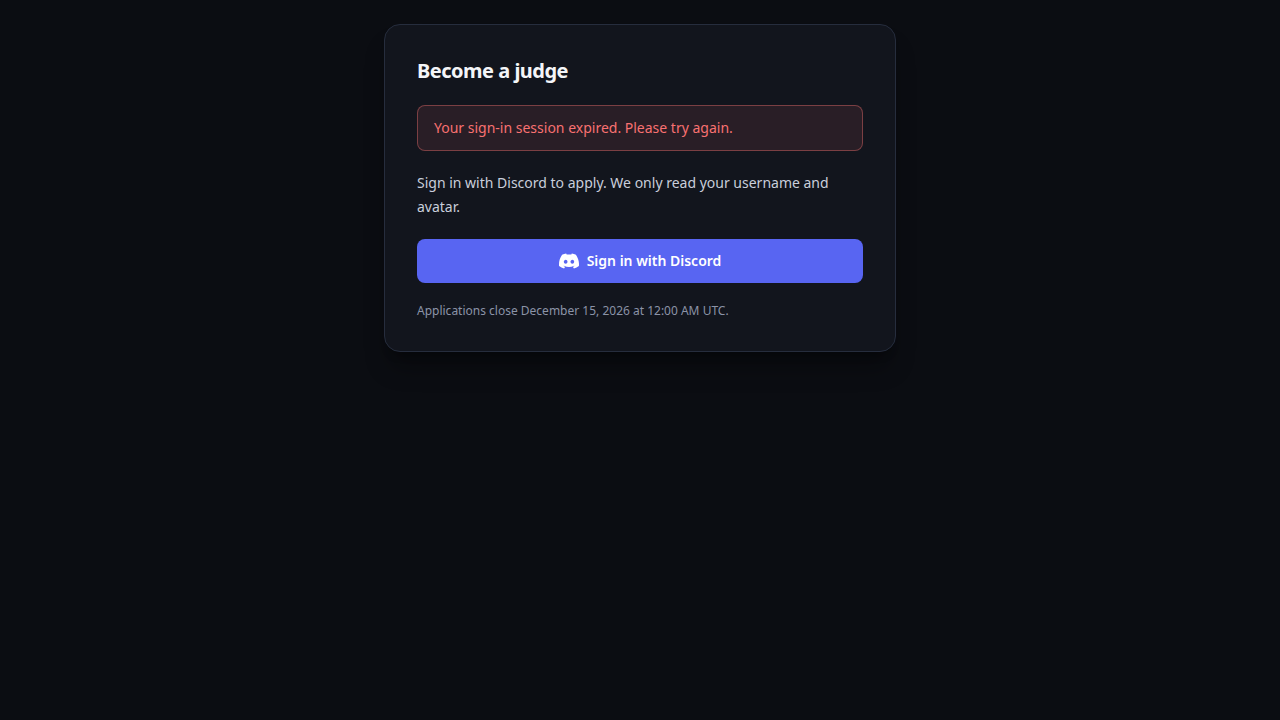 Become a judge
Your sign-in session expired. Please try again.
Sign in with Discord to apply. We only read your username and
avatar.
Sign in with Discord
Applications close December 15, 2026 at 12:00 AM UTC.